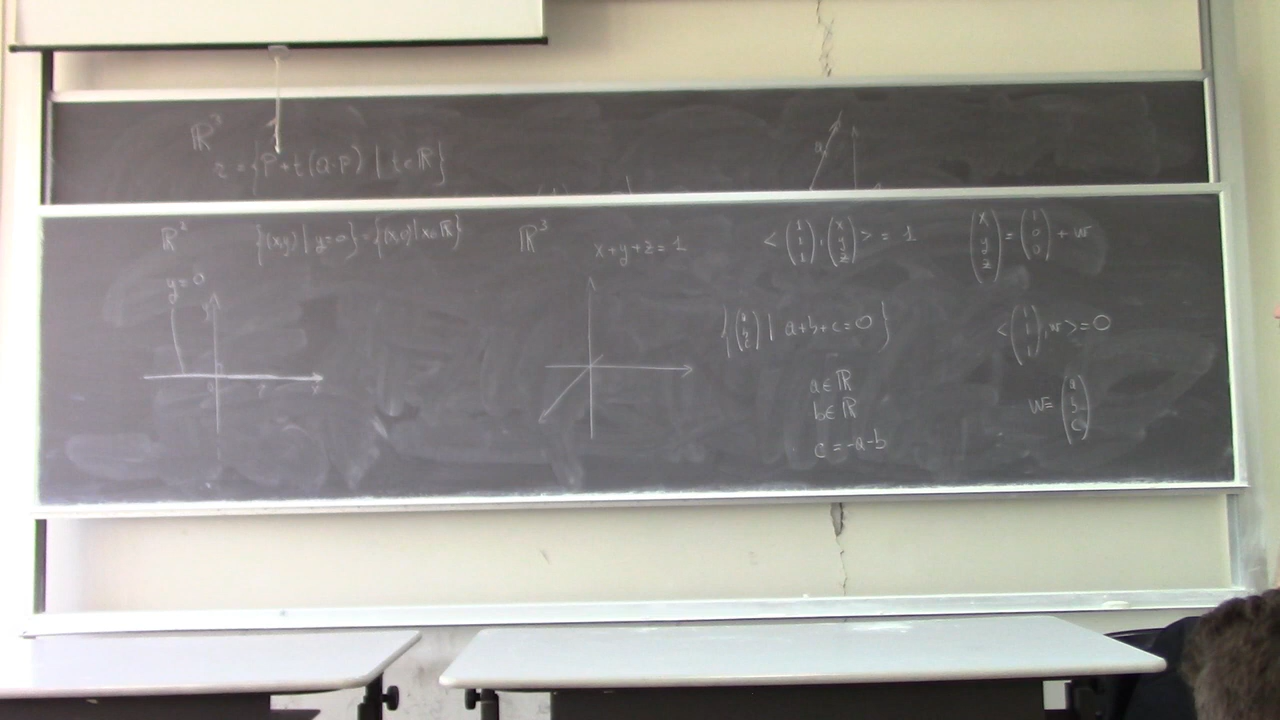 ℝ³
r = {P + t(Q-P) | t ∈ ℝ}
Q
ℝ²
{(x,y) | y=0} = {(x,0) | x ∈ ℝ}
y=0
y
0
x
ℝ³
x+y+z=1
< (1 1 1), (x y z) > = 1
{(a b c) | a+b+c=0}
a ∈ ℝ
b ∈ ℝ
c = -a-b
(x y z) = (1 0 0) + w
< (1 1 1), w > = 0
w = (a b c)